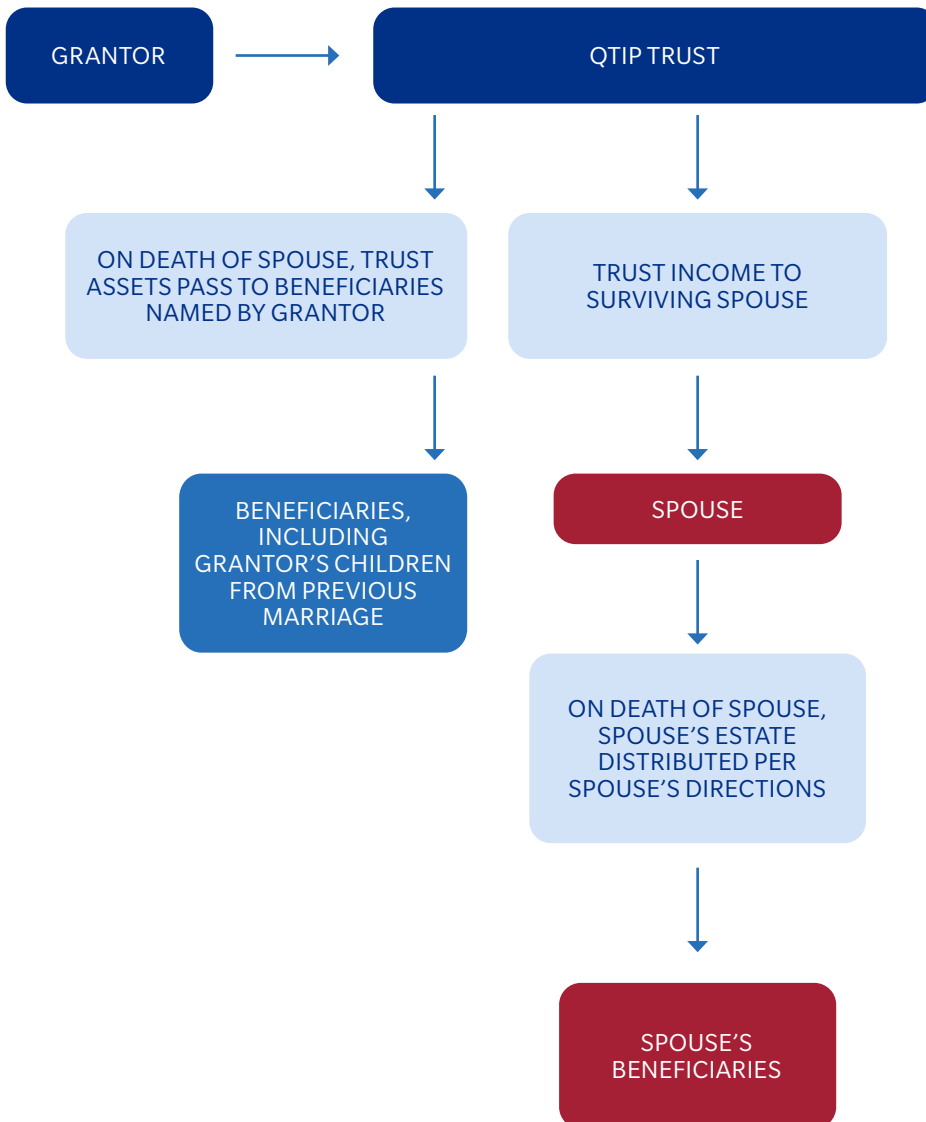 GRANTOR
QTIP TRUST
ON DEATH OF SPOUSE, TRUST
ASSETS PASS TO BENEFICIARIES
NAMED BY GRANTOR
TRUST INCOME TO
SURVIVING SPOUSE
BENEFICIARIES,
INCLUDING
GRANTOR’S CHILDREN
FROM PREVIOUS
MARRIAGE
SPOUSE
ON DEATH OF SPOUSE,
SPOUSE’S ESTATE
DISTRIBUTED PER
SPOUSE’S DIRECTIONS
SPOUSE’S
BENEFICIARIES